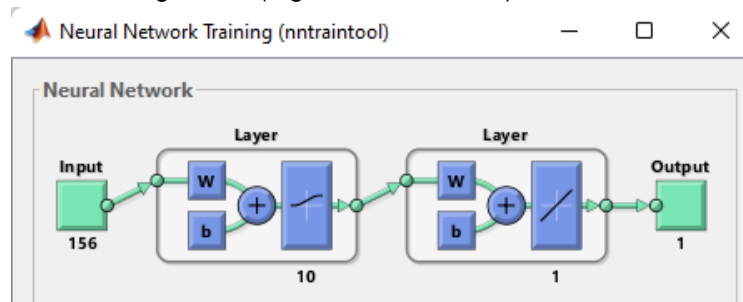 Neural Network Training (nntraintool)
Neural Network
Layer Layer
Input Output
W W
b b
156 1
10 1